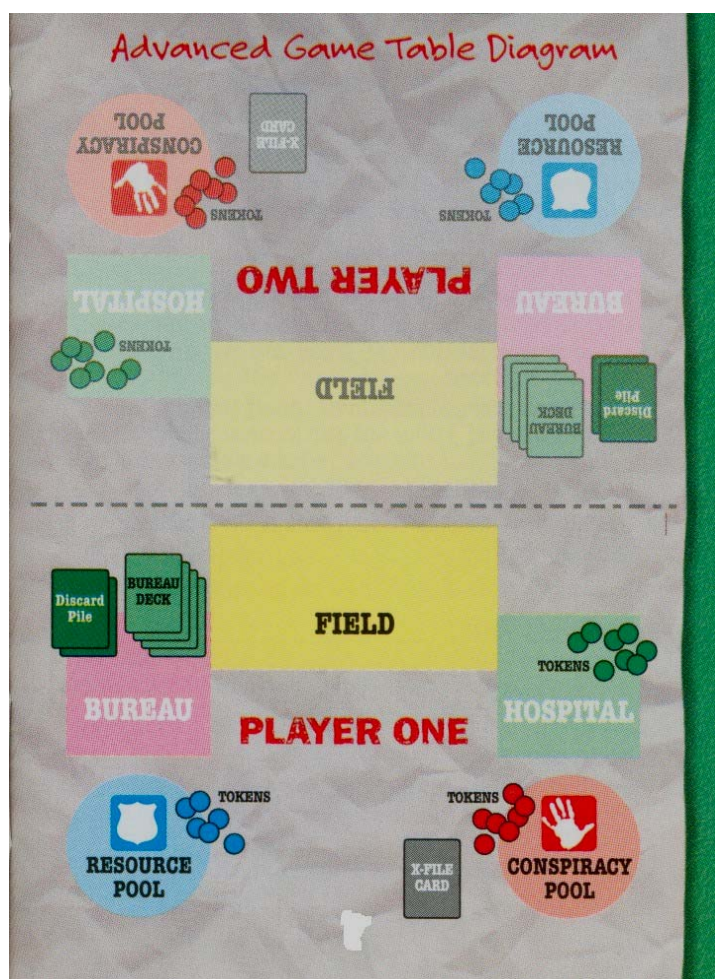 Advanced Game Table Diagram
CONSPIRACY
POOL
X-FILE
CARD
RESOURCE
POOL
TOKENS
TOKENS
PLAYER TWO
HOSPITAL
TOKENS
BUREAU
FIELD
BUREAU
DECK
Discard
Pile
Discard
Pile
BUREAU
DECK
FIELD
TOKENS
BUREAU
HOSPITAL
PLAYER ONE
TOKENS
TOKENS
RESOURCE
POOL
X-FILE
CARD
CONSPIRACY
POOL